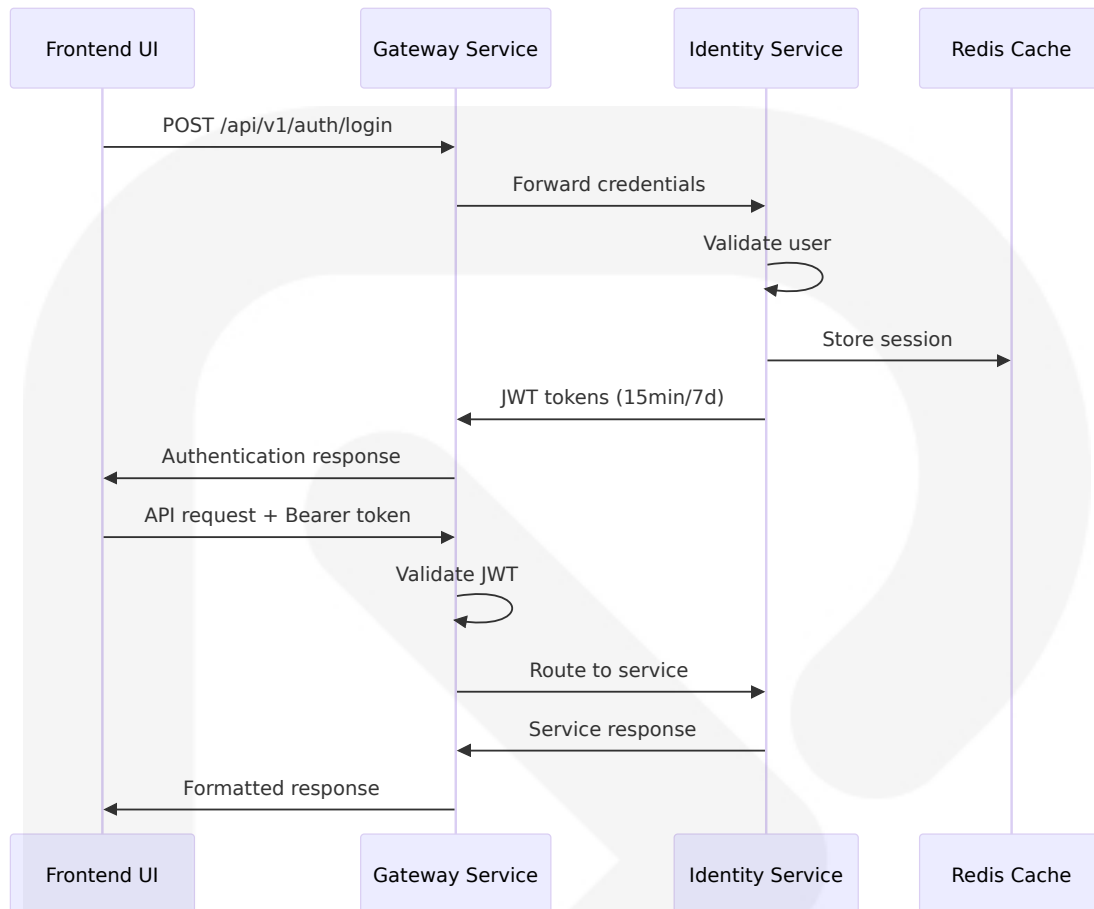 Frontend UI
Gateway Service
Identity Service
Redis Cache
POST /api/v1/auth/login
Forward credentials
Validate user
Store session
JWT tokens (15min/7d)
Authentication response
API request + Bearer token
Validate JWT
Route to service
Service response
Formatted response
Frontend UI
Gateway Service
Identity Service
Redis Cache